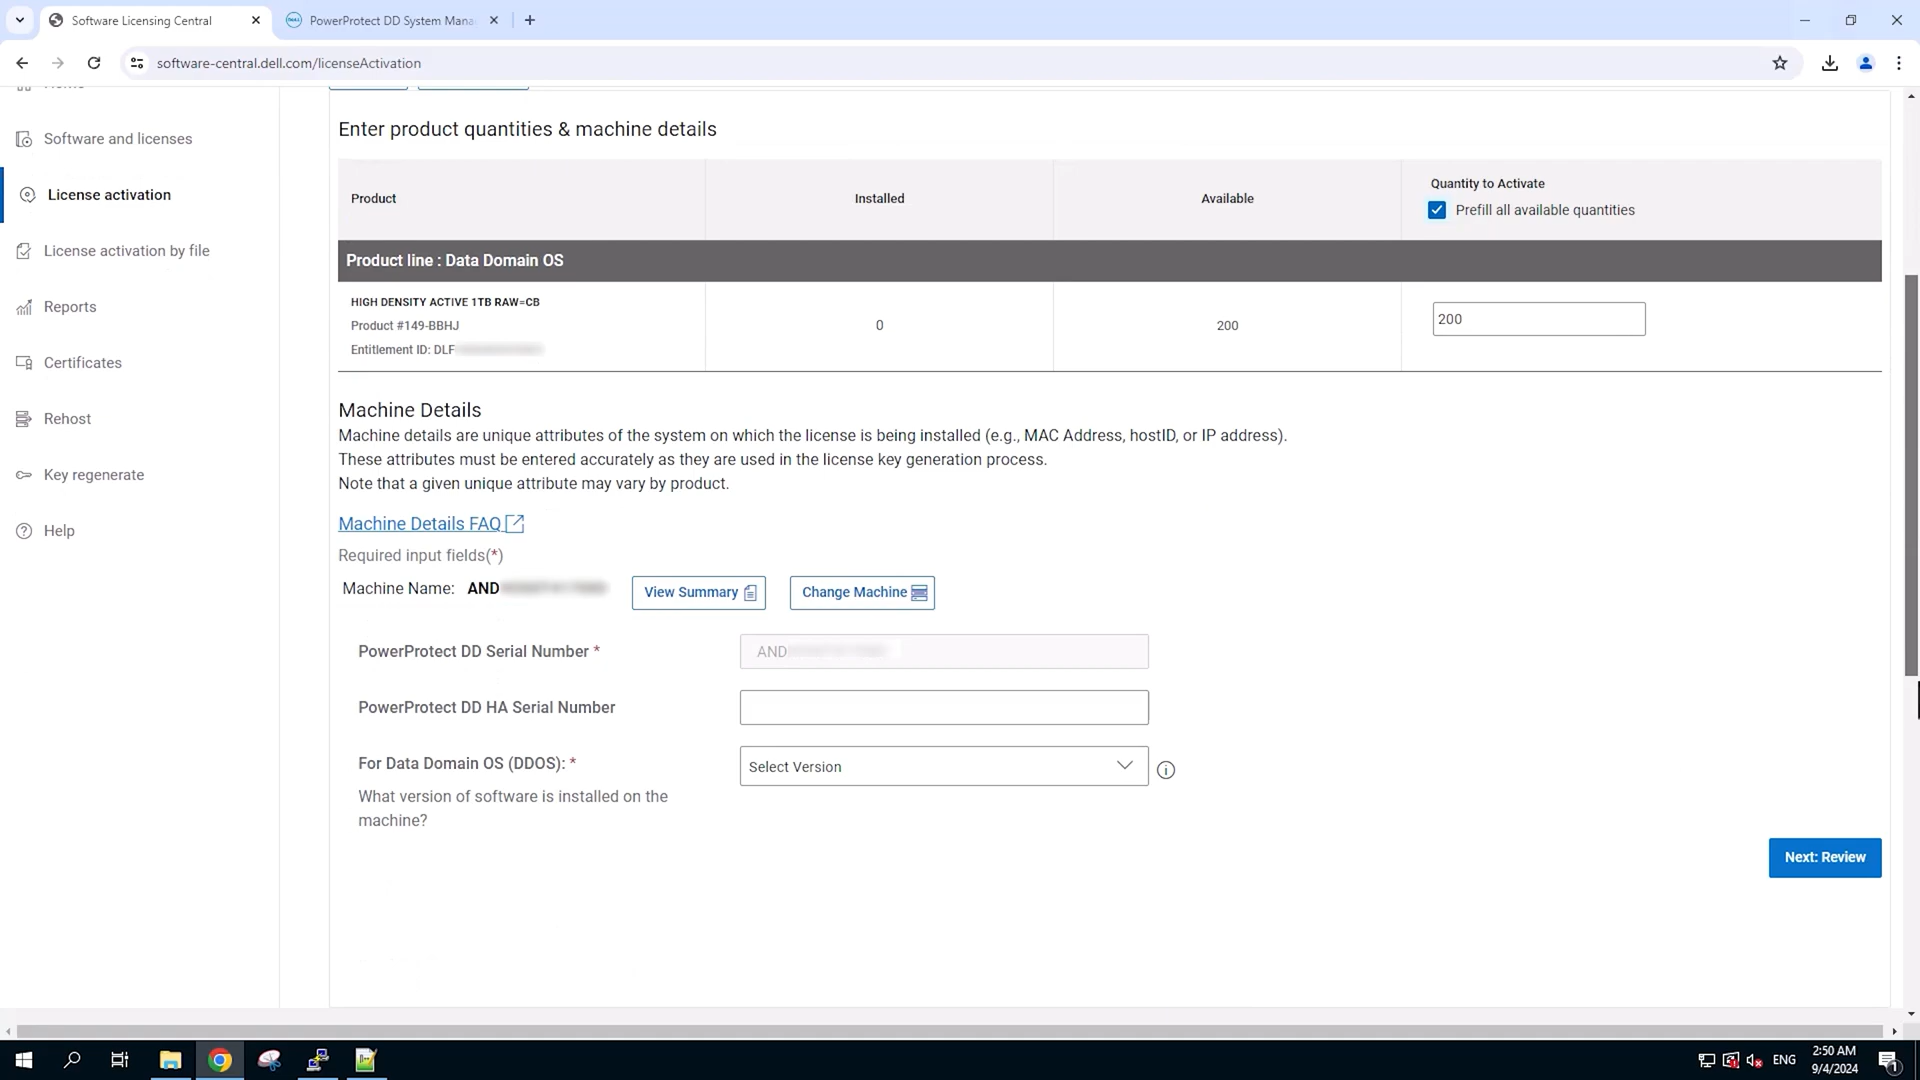 Software Licensing Central
PowerProtect DD System Mana
software-central.dell.com/licenseActivation
Software and licenses
License activation
License activation by file
Reports
Certificates
Rehost
Key regenerate
Help
Enter product quantities & machine details
Product
Installed
Available
Quantity to Activate
Prefill all available quantities
Product line : Data Domain OS
HIGH DENSITY ACTIVE 1TB RAW=CB
Product #149-BBHJ
Entitlement ID: DLF
0
200
200
Machine Details
Machine details are unique attributes of the system on which the license is being installed (e.g., MAC Address, hostID, or IP address).
These attributes must be entered accurately as they are used in the license key generation process.
Note that a given unique attribute may vary by product.
Machine Details FAQ
Required input fields(*)
Machine Name: AND
View Summary
Change Machine
PowerProtect DD Serial Number *
AND
PowerProtect DD HA Serial Number
For Data Domain OS (DDOS): *
Select Version
What version of software is installed on the
machine?
Next: Review
ENG
2:50 AM
9/4/2024
1